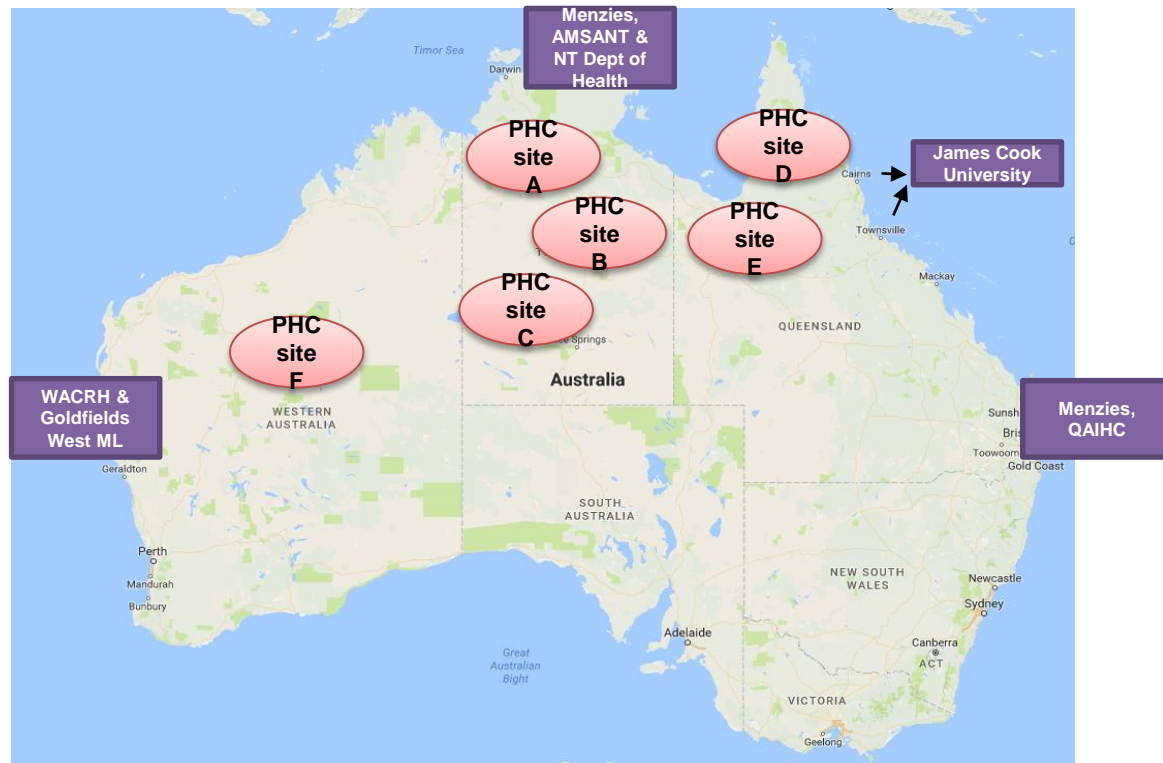 Menzies,
AMSANT &
NT Dept of
Health
Timor Sea
Darwin
PHC
site
A
PHC
site
D
James Cook
University
Cairns
PHC
site
B
PHC
site
E
Townsville
Mackay
PHC
site
C
Springs
QUEENSLAND
PHC
site
F
Australia
WACRH &
Goldfields
West ML
WESTERN
AUSTRALIA
Menzies,
QAIHC
Sunsh
Bris
Toowoom
Gold Coast
Geraldton
SOUTH
AUSTRALIA
Perth
Mandurah
Bunbury
NEW SOUTH
WALES
Newcastle
Sydney
Adelaide
Canberra
ACT
Great
Australian
Bight
VICTORIA
Geelong